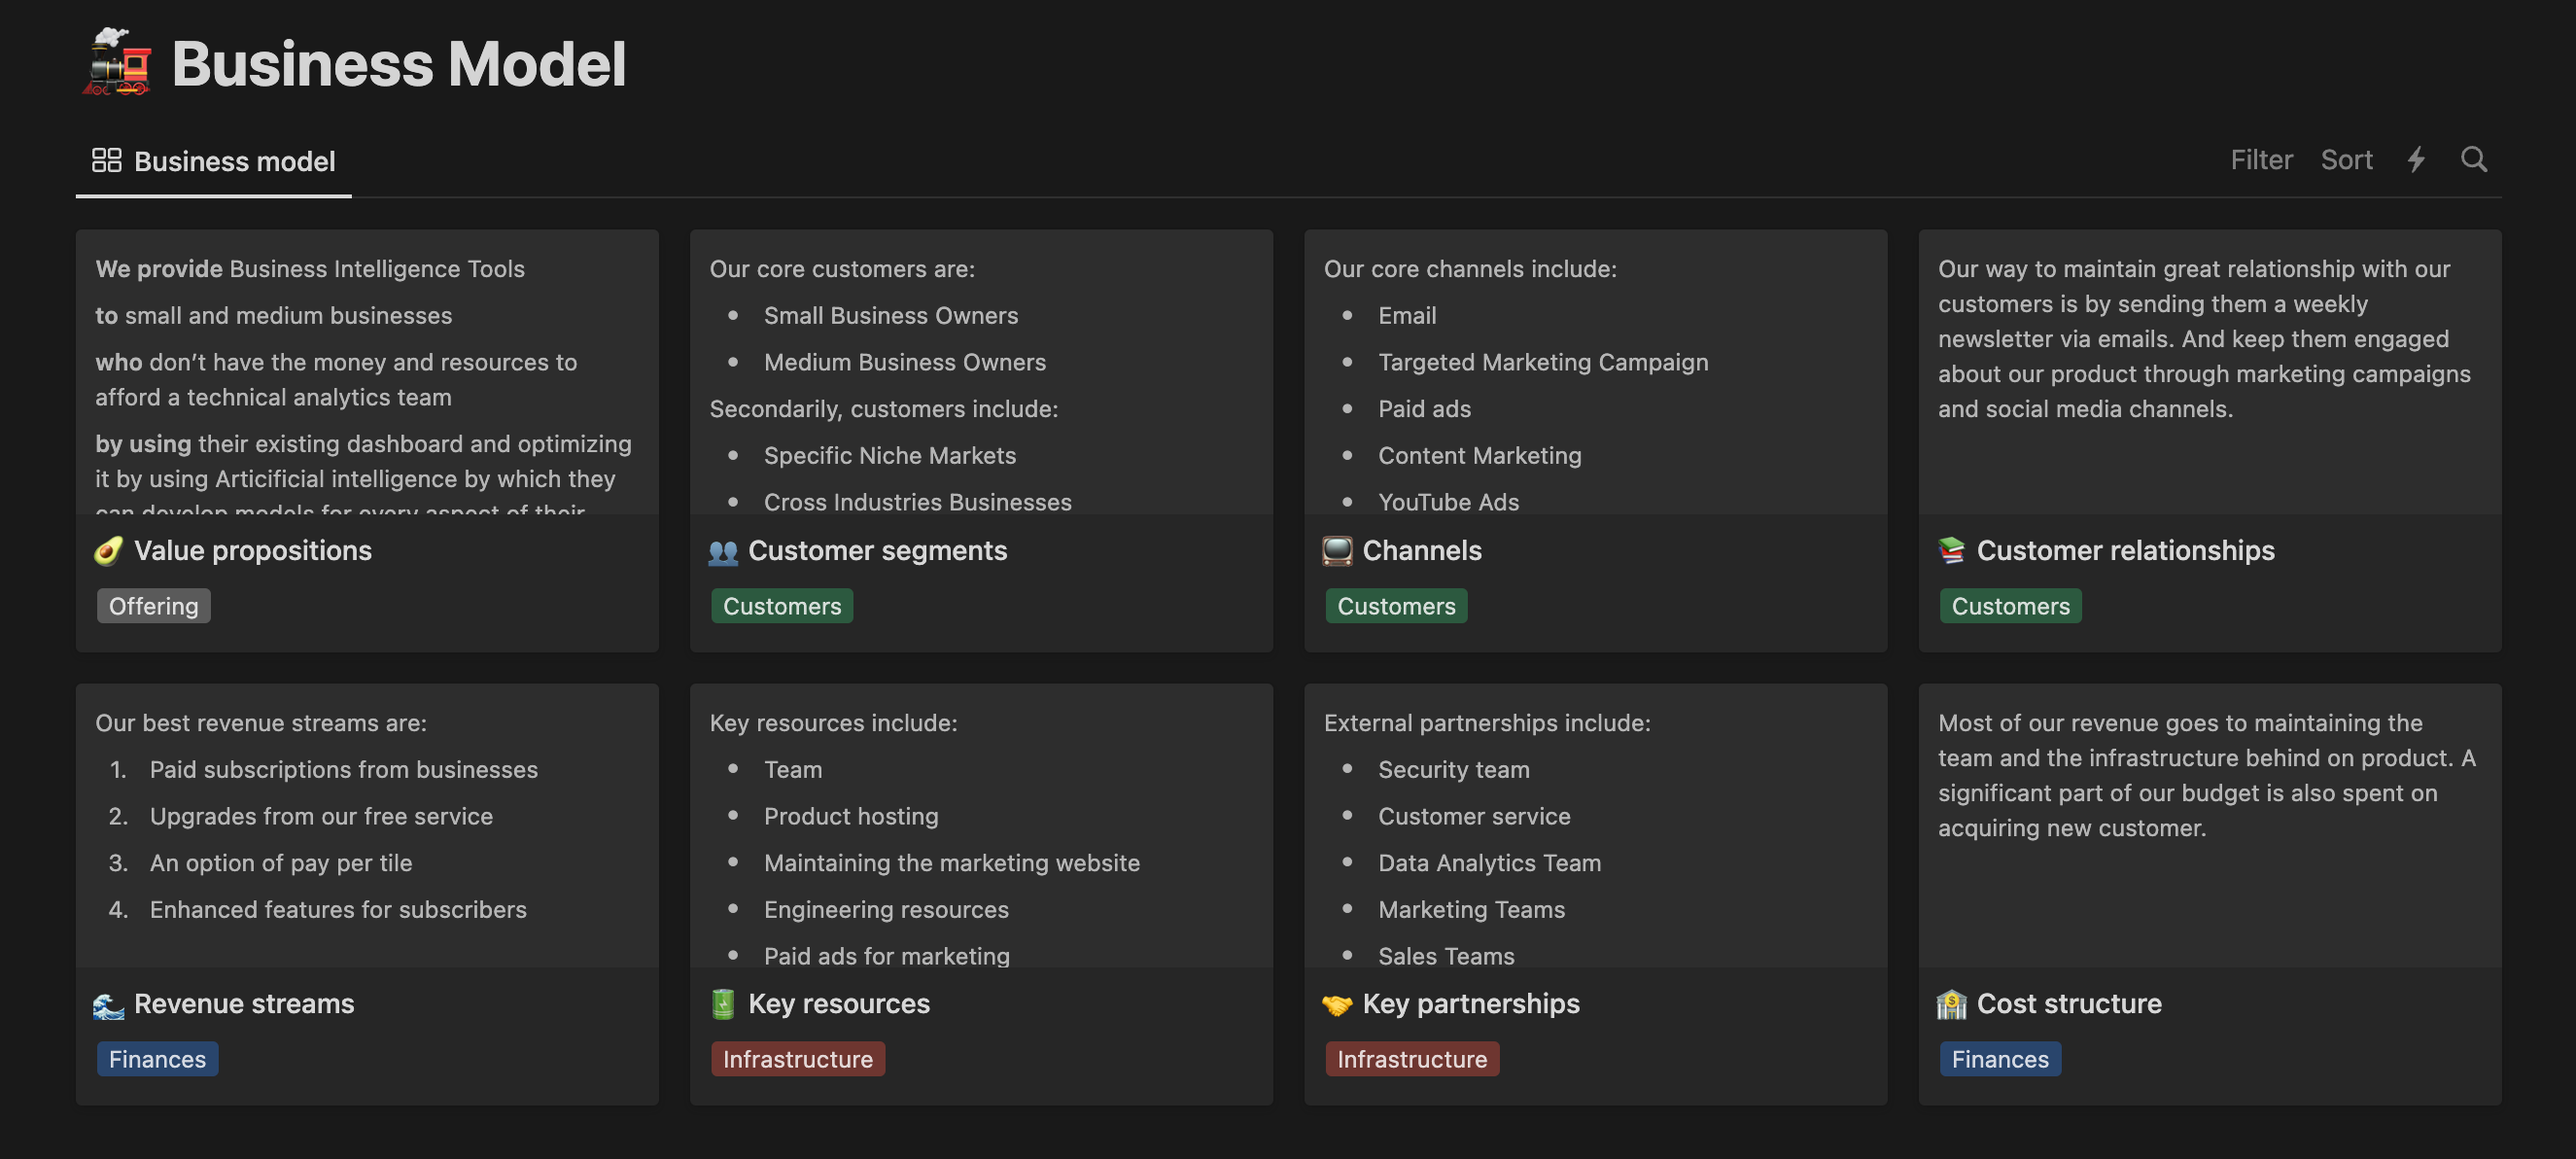 Business Model
Business model
Filter Sort
We provide Business Intelligence Tools
to small and medium businesses
who don’t have the money and resources to
afford a technical analytics team
by using their existing dashboard and optimizing
it by using Articificial intelligence by which they
can develop models for every aspect of their
Value propositions
Offering
Our core customers are:
• Small Business Owners
• Medium Business Owners
Secondarily, customers include:
• Specific Niche Markets
• Cross Industries Businesses
Customer segments
Customers
Our core channels include:
• Email
• Targeted Marketing Campaign
• Paid ads
• Content Marketing
• YouTube Ads
Channels
Customers
Our way to maintain great relationship with our
customers is by sending them a weekly
newsletter via emails. And keep them engaged
about our product through marketing campaigns
and social media channels.
Customer relationships
Customers
Our best revenue streams are:
1. Paid subscriptions from businesses
2. Upgrades from our free service
3. An option of pay per tile
4. Enhanced features for subscribers
Revenue streams
Finances
Key resources include:
• Team
• Product hosting
• Maintaining the marketing website
• Engineering resources
• Paid ads for marketing
Key resources
Infrastructure
External partnerships include:
• Security team
• Customer service
• Data Analytics Team
• Marketing Teams
• Sales Teams
Key partnerships
Infrastructure
Most of our revenue goes to maintaining the
team and the infrastructure behind on product. A
significant part of our budget is also spent on
acquiring new customer.
Cost structure
Finances